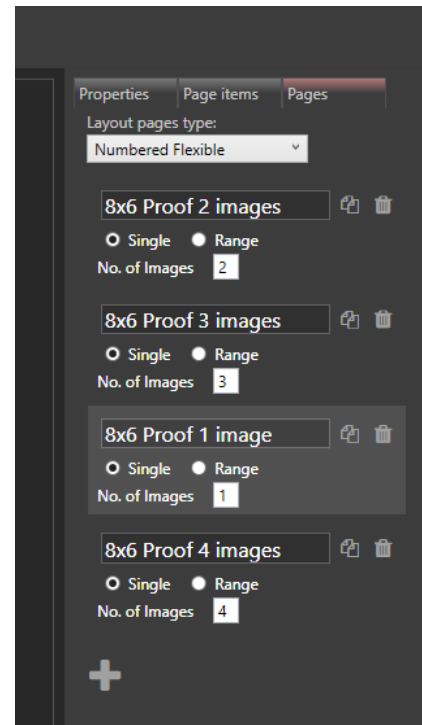 Properties Page items Pages
Layout pages type:
Numbered Flexible
8x6 Proof 2 images
Single Range
No. of Images 2
8x6 Proof 3 images
Single Range
No. of Images 3
8x6 Proof 1 image
Single Range
No. of Images 1
8x6 Proof 4 images
Single Range
No. of Images 4